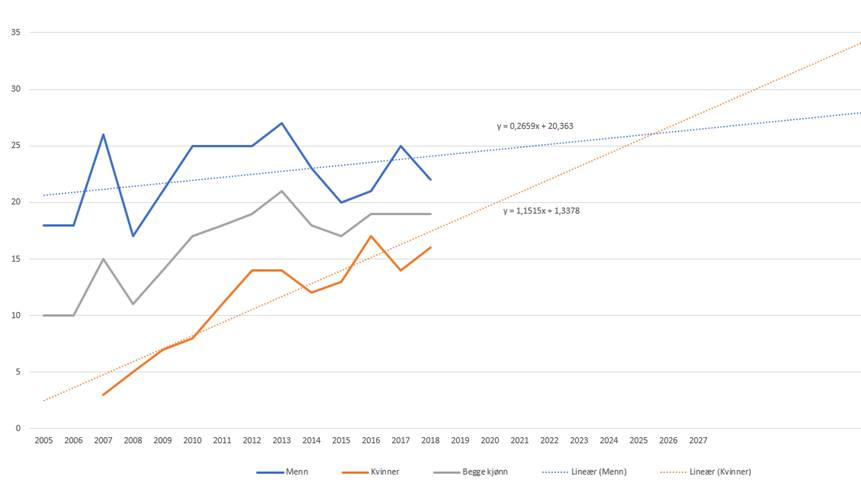 35
30
25
20
15
10
5
0
y = 0,2659x + 20,363
y = 1,1515x + 1,3378
2005 2006 2007 2008 2009 2010 2011 2012 2013 2014 2015 2016 2017 2018 2019 2020 2021 2022 2023 2024 2025 2026 2027
Menn Kvinner Begge kjønn Lineær (Menn) Lineær (Kvinner)